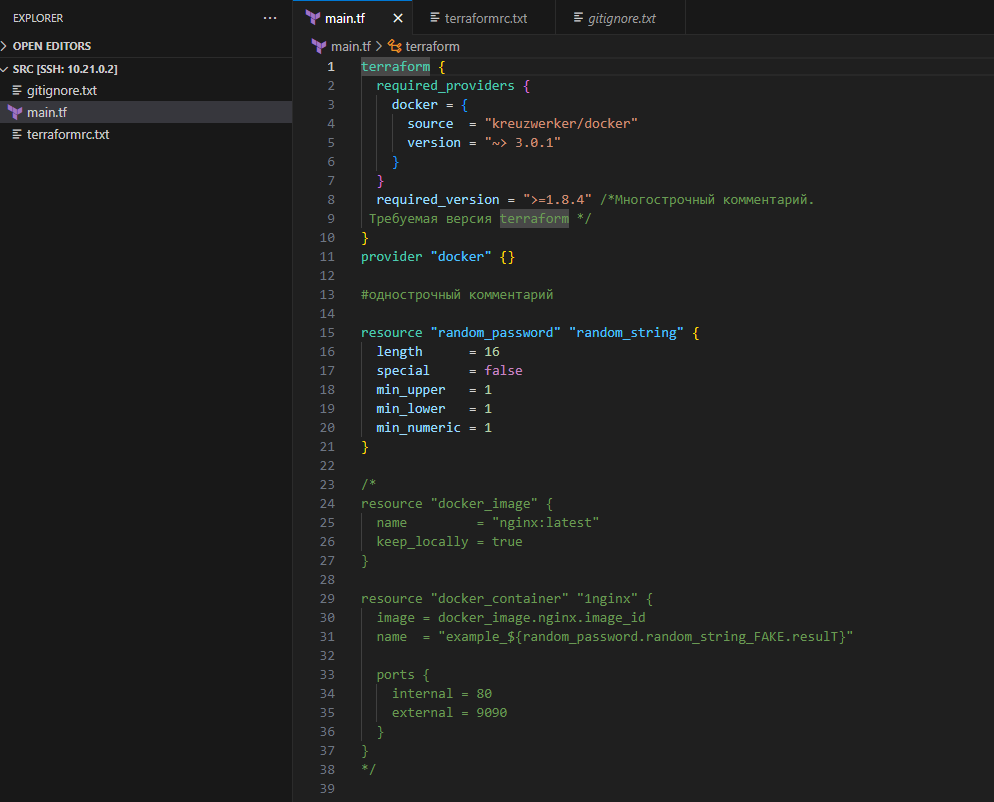 EXPLORER
···
OPEN EDITORS
SRC [SSH: 10.21.0.2]
gitignore.txt
main.tf
terraformrc.txt
main.tf
terraformrc.txt
gitignore.txt
main.tf > terraform
1 terraform {
2   required_providers {
3     docker = {
4       source  = "kreuzwerker/docker"
5       version = "~> 3.0.1"
6     }
7   }
8   required_version = ">=1.8.4" /*Многострочный комментарий.
9  Требуемая версия terraform */
10 }
11 provider "docker" {}
12
13 #однострочный комментарий
14
15 resource "random_password" "random_string" {
16   length      = 16
17   special     = false
18   min_upper   = 1
19   min_lower   = 1
20   min_numeric = 1
21 }
22
23 /*
24 resource "docker_image" {
25   name         = "nginx:latest"
26   keep_locally = true
27 }
28
29 resource "docker_container" "1nginx" {
30   image = docker_image.nginx.image_id
31   name  = "example_${random_password.random_string_FAKE.resulT}"
32
33   ports {
34     internal = 80
35     external = 9090
36   }
37 }
38 */
39